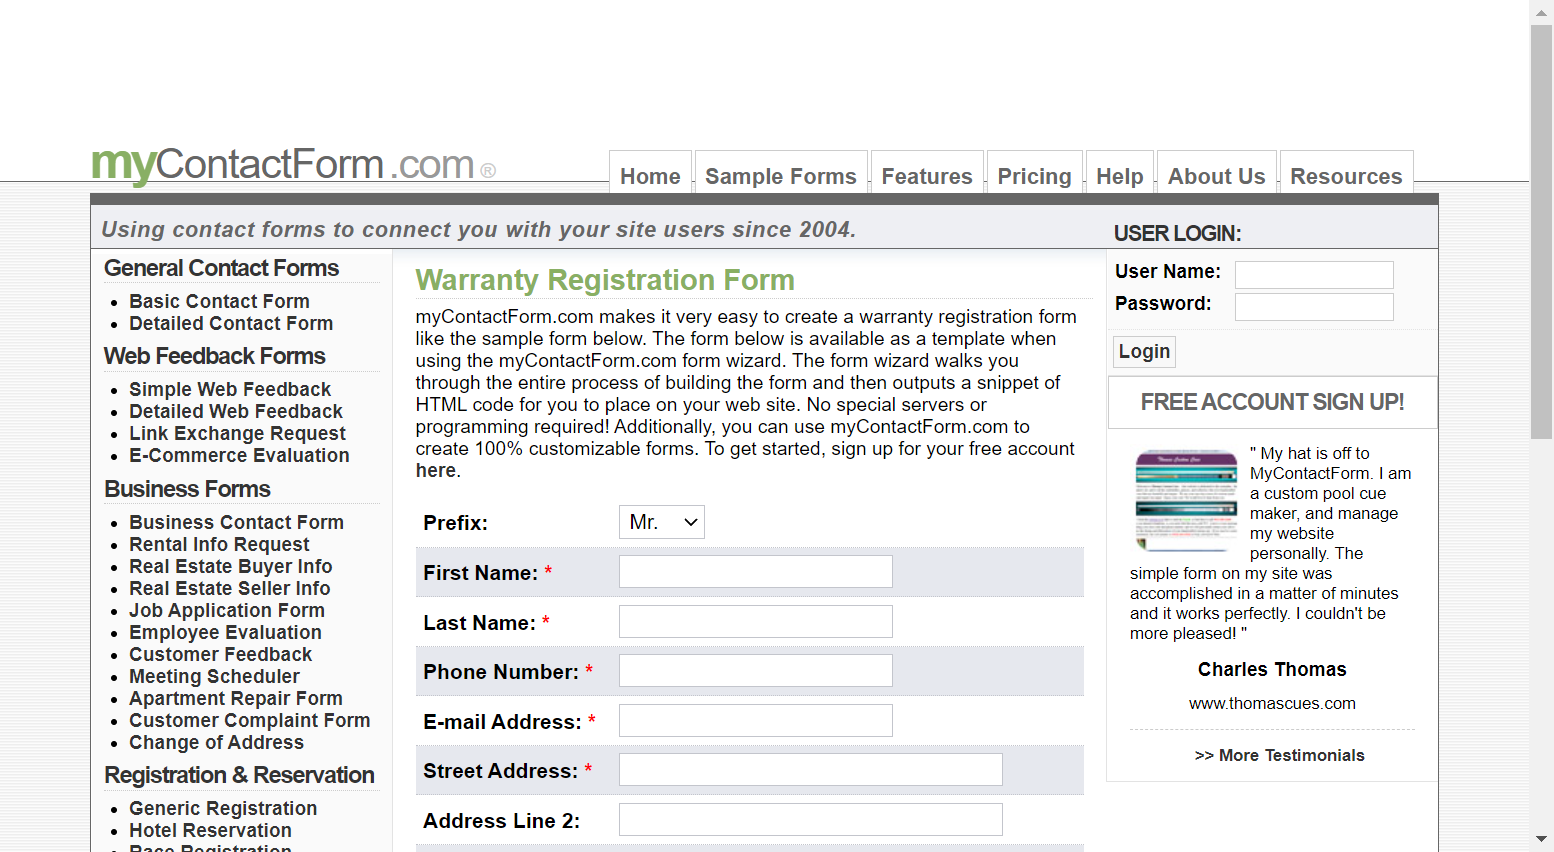 myContactForm.com ®
Home
Sample Forms
Features
Pricing
Help
About Us
Resources
Using contact forms to connect you with your site users since 2004.
USER LOGIN:
General Contact Forms
Basic Contact Form
Detailed Contact Form
Web Feedback Forms
Simple Web Feedback
Detailed Web Feedback
Link Exchange Request
E-Commerce Evaluation
Business Forms
Business Contact Form
Rental Info Request
Real Estate Buyer Info
Real Estate Seller Info
Job Application Form
Employee Evaluation
Customer Feedback
Meeting Scheduler
Apartment Repair Form
Customer Complaint Form
Change of Address
Registration & Reservation
Generic Registration
Hotel Reservation
Race Registration
Warranty Registration Form
myContactForm.com makes it very easy to create a warranty registration form
like the sample form below. The form below is available as a template when
using the myContactForm.com form wizard. The form wizard walks you
through the entire process of building the form and then outputs a snippet of
HTML code for you to place on your web site. No special servers or
programming required! Additionally, you can use myContactForm.com to
create 100% customizable forms. To get started, sign up for your free account
here.
Prefix:
Mr.
First Name: *
Last Name: *
Phone Number: *
E-mail Address: *
Street Address: *
Address Line 2:
User Name:
Password:
Login
FREE ACCOUNT SIGN UP!
" My hat is off to
MyContactForm. I am
a custom pool cue
maker, and manage
my website
personally. The
simple form on my site was
accomplished in a matter of minutes
and it works perfectly. I couldn't be
more pleased! "
Charles Thomas
www.thomascues.com
>> More Testimonials